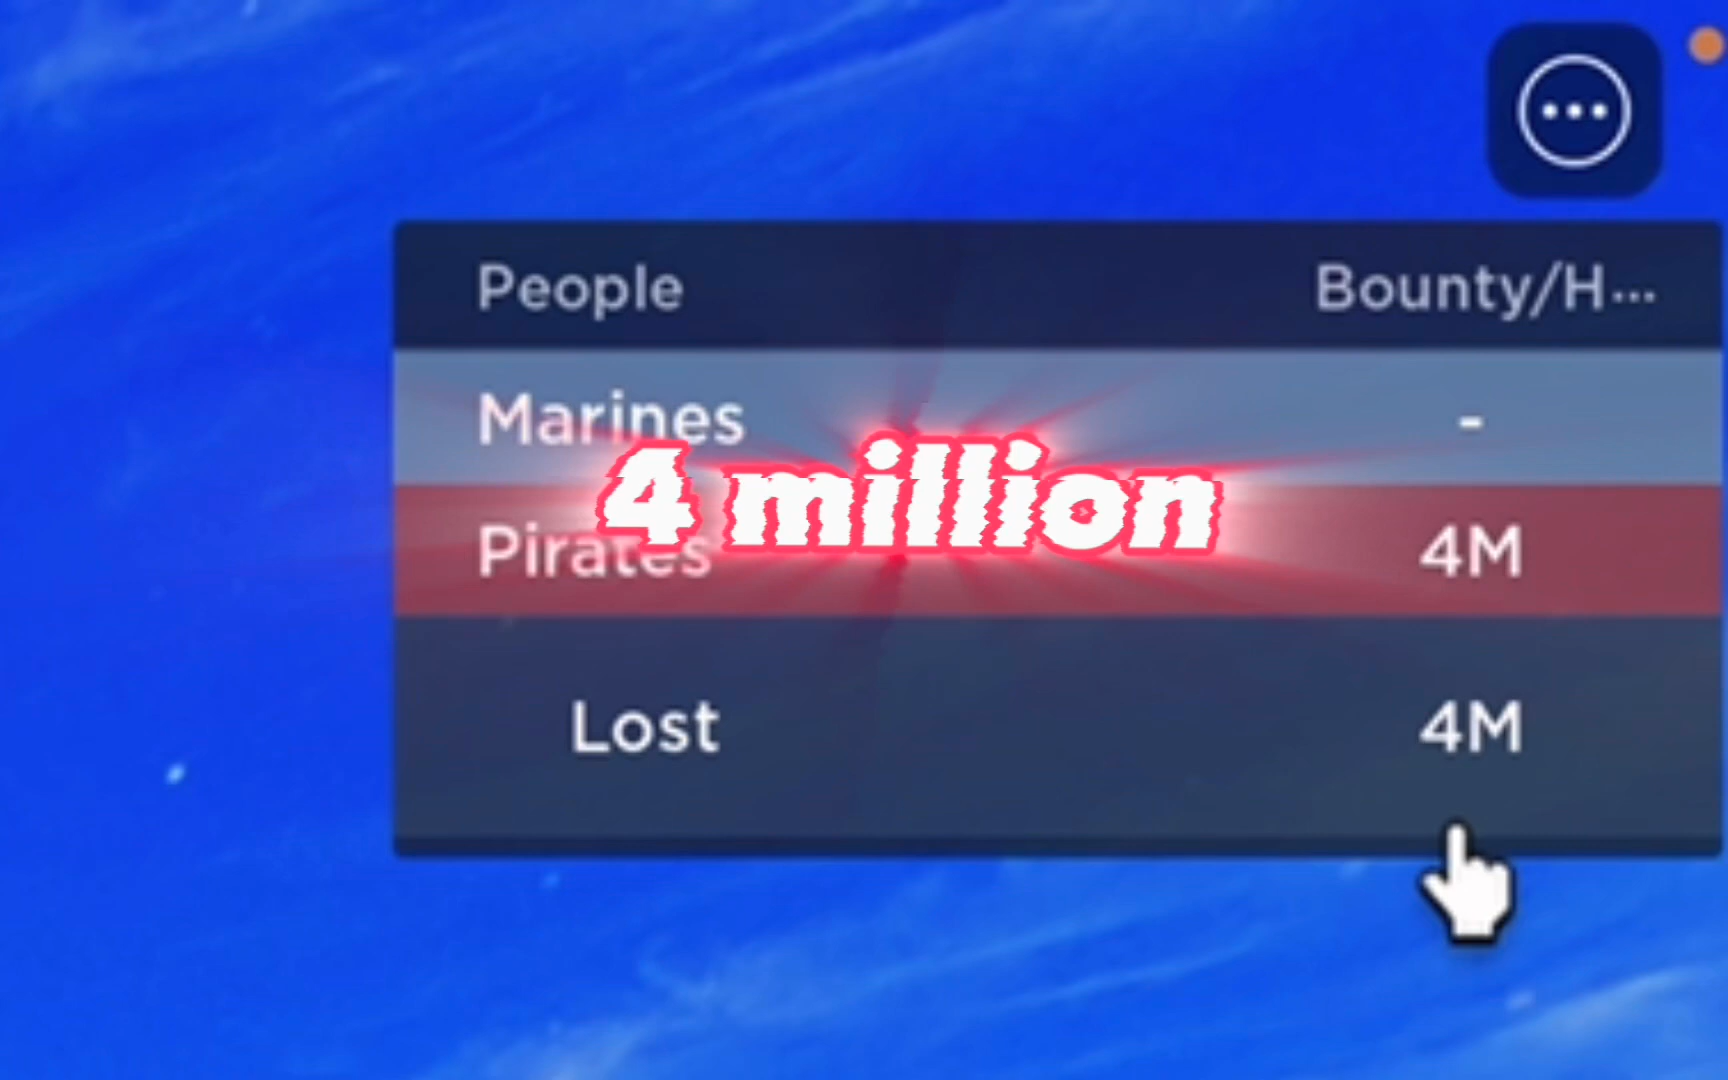 People Bounty/H...
Marines -
4 million
Pirates 4M
Lost 4M